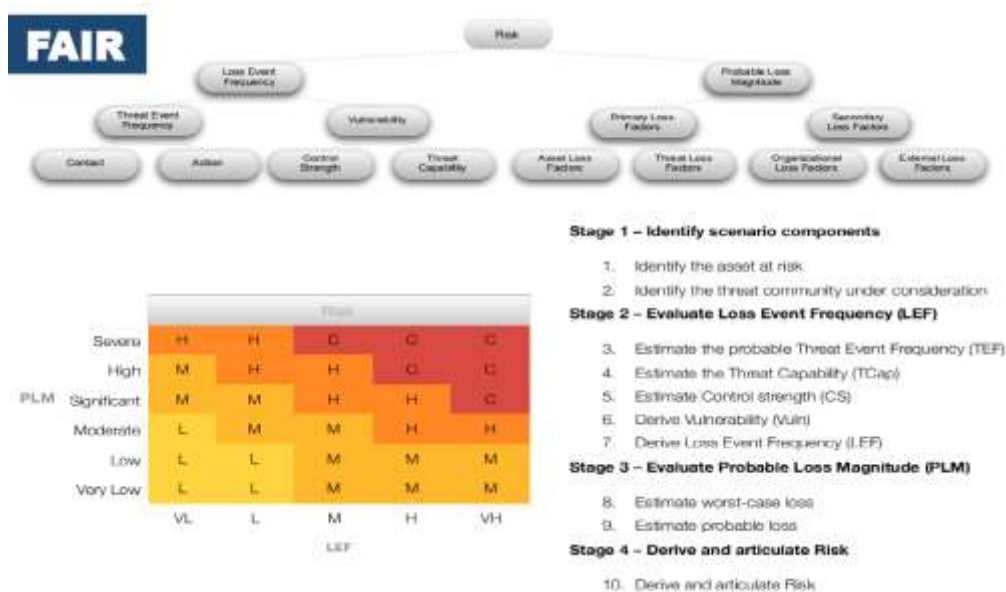 FAIR
Risk
Loss Event
Frequency
Probable Loss
Magnitude
Threat Event
Frequency
Vulnerability
Primary Loss
Factors
Secondary
Loss Factors
Contact
Action
Control
Strength
Threat
Capability
Asset Loss
Factors
Threat Loss
Factors
Organizational
Loss Factors
External Loss
Factors
Risk
Severe H H C C C
High M H H C C
PLM Significant M M H H C
Moderate L M M H H
Low L L M M M
Very Low L L M M M
VL L M H VH
LEF
Stage 1 – Identify scenario components
1. Identify the asset at risk
2. Identify the threat community under consideration
Stage 2 – Evaluate Loss Event Frequency (LEF)
3. Estimate the probable Threat Event Frequency (TEF)
4. Estimate the Threat Capability (TCap)
5. Estimate Control strength (CS)
6. Derive Vulnerability (Vuln)
7. Derive Loss Event Frequency (LEF)
Stage 3 – Evaluate Probable Loss Magnitude (PLM)
8. Estimate worst-case loss
9. Estimate probable loss
Stage 4 – Derive and articulate Risk
10. Derive and articulate Risk